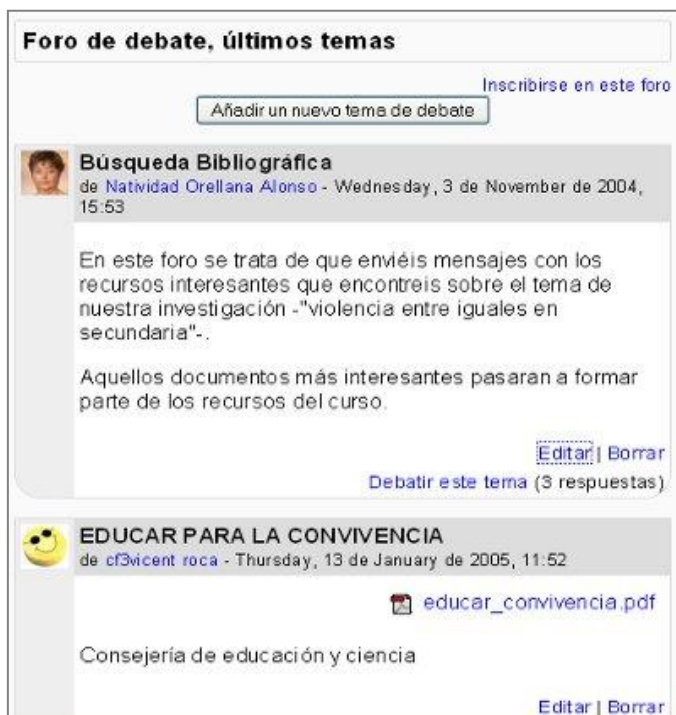 Foro de debate, últimos temas
Inscribirse en este foro
Añadir un nuevo tema de debate
Búsqueda Bibliográfica
de Natividad Orellana Alonso - Wednesday, 3 de November de 2004,
15:53
En este foro se trata de que enviéis mensajes con los
recursos interesantes que encontreis sobre el tema de
nuestra investigación -"violencia entre iguales en
secundaria"-.
Aquellos documentos más interesantes pasaran a formar
parte de los recursos del curso.
Editar | Borrar
Debatir este tema (3 respuestas)
EDUCAR PARA LA CONVIVENCIA
de cf3vicent roca - Thursday, 13 de January de 2005, 11:52
educar_convivencia.pdf
Consejería de educación y ciencia
Editar | Borrar